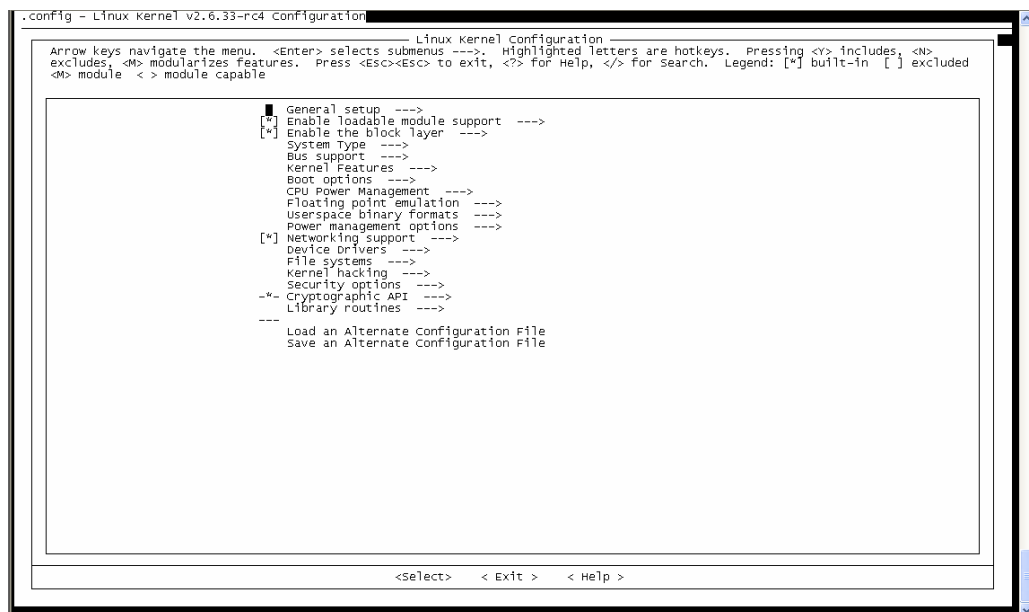 .config - Linux Kernel v2.6.33-rc4 Configuration
Linux Kernel Configuration
Arrow keys navigate the menu. <Enter> selects submenus --->. Highlighted letters are hotkeys. Pressing <Y> includes, <N>
excludes, <M> modularizes features. Press <Esc><Esc> to exit, <?> for Help, </> for Search. Legend: [*] built-in [ ] excluded
<M> module < > module capable
General setup --->
[*] Enable loadable module support --->
[*] Enable the block layer --->
System Type --->
Bus support --->
Kernel Features --->
Boot options --->
CPU Power Management --->
Floating point emulation --->
Userspace binary formats --->
Power management options --->
[*] Networking support --->
Device Drivers --->
File systems --->
Kernel hacking --->
Security options --->
-*- Cryptographic API --->
Library routines --->
---
Load an Alternate Configuration File
Save an Alternate Configuration File
<Select> < Exit > < Help >